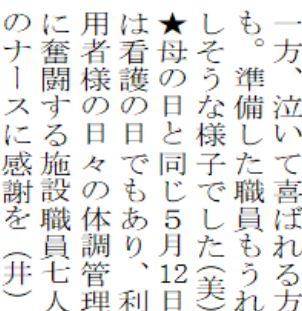 一方、泣いて喜ばれる方
も。準備した職員もうれ
しそうな様子でした(美)
★母の日と同じ5月12日
は看護の日でもあり、利
用者様の日々の体調管理
に奮闘する施設職員七人
のナースに感謝を（井）